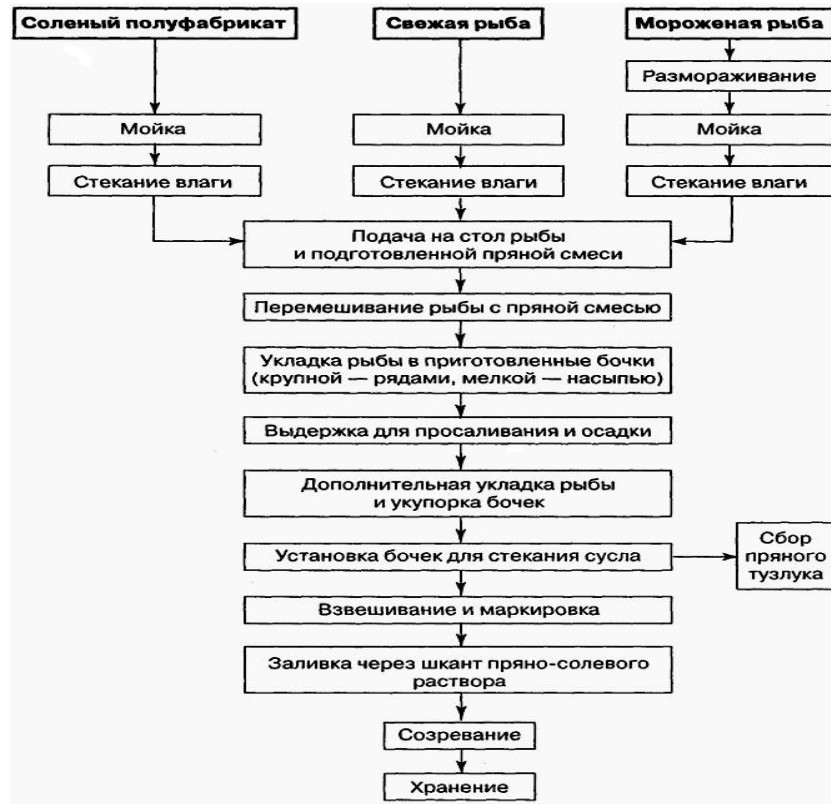 Соленый полуфабрикат
Свежая рыба
Мороженая рыба
Размораживание
Мойка
Мойка
Мойка
Стекание влаги
Стекание влаги
Стекание влаги
Подача на стол рыбы
и подготовленной пряной смеси
Перемешивание рыбы с пряной смесью
Укладка рыбы в приготовленные бочки
(крупной — рядами, мелкой — насыпью)
Выдержка для просаливания и осадки
Дополнительная укладка рыбы
и укупорка бочек
Установка бочек для стекания сусла
Сбор
пряного
тузлука
Взвешивание и маркировка
Заливка через шкант пряно-солевого
раствора
Созревание
Хранение